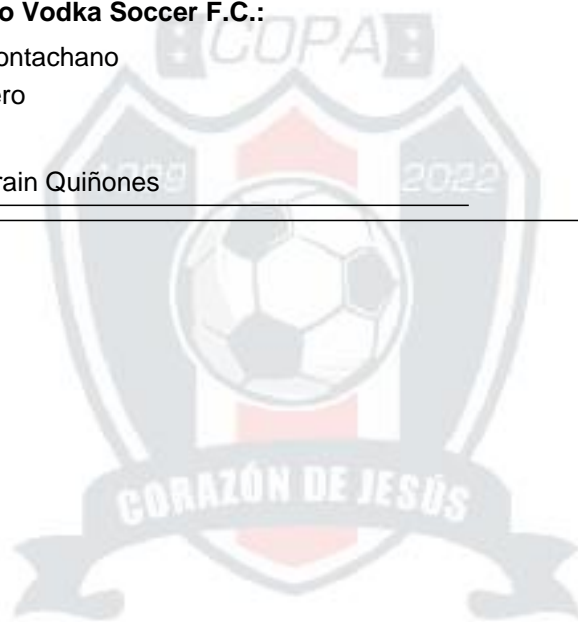 o Vodka Soccer F.C.:
COPA
ontachano
ero
rain Quiñones
2022
CORAZÓN DE JESÚS